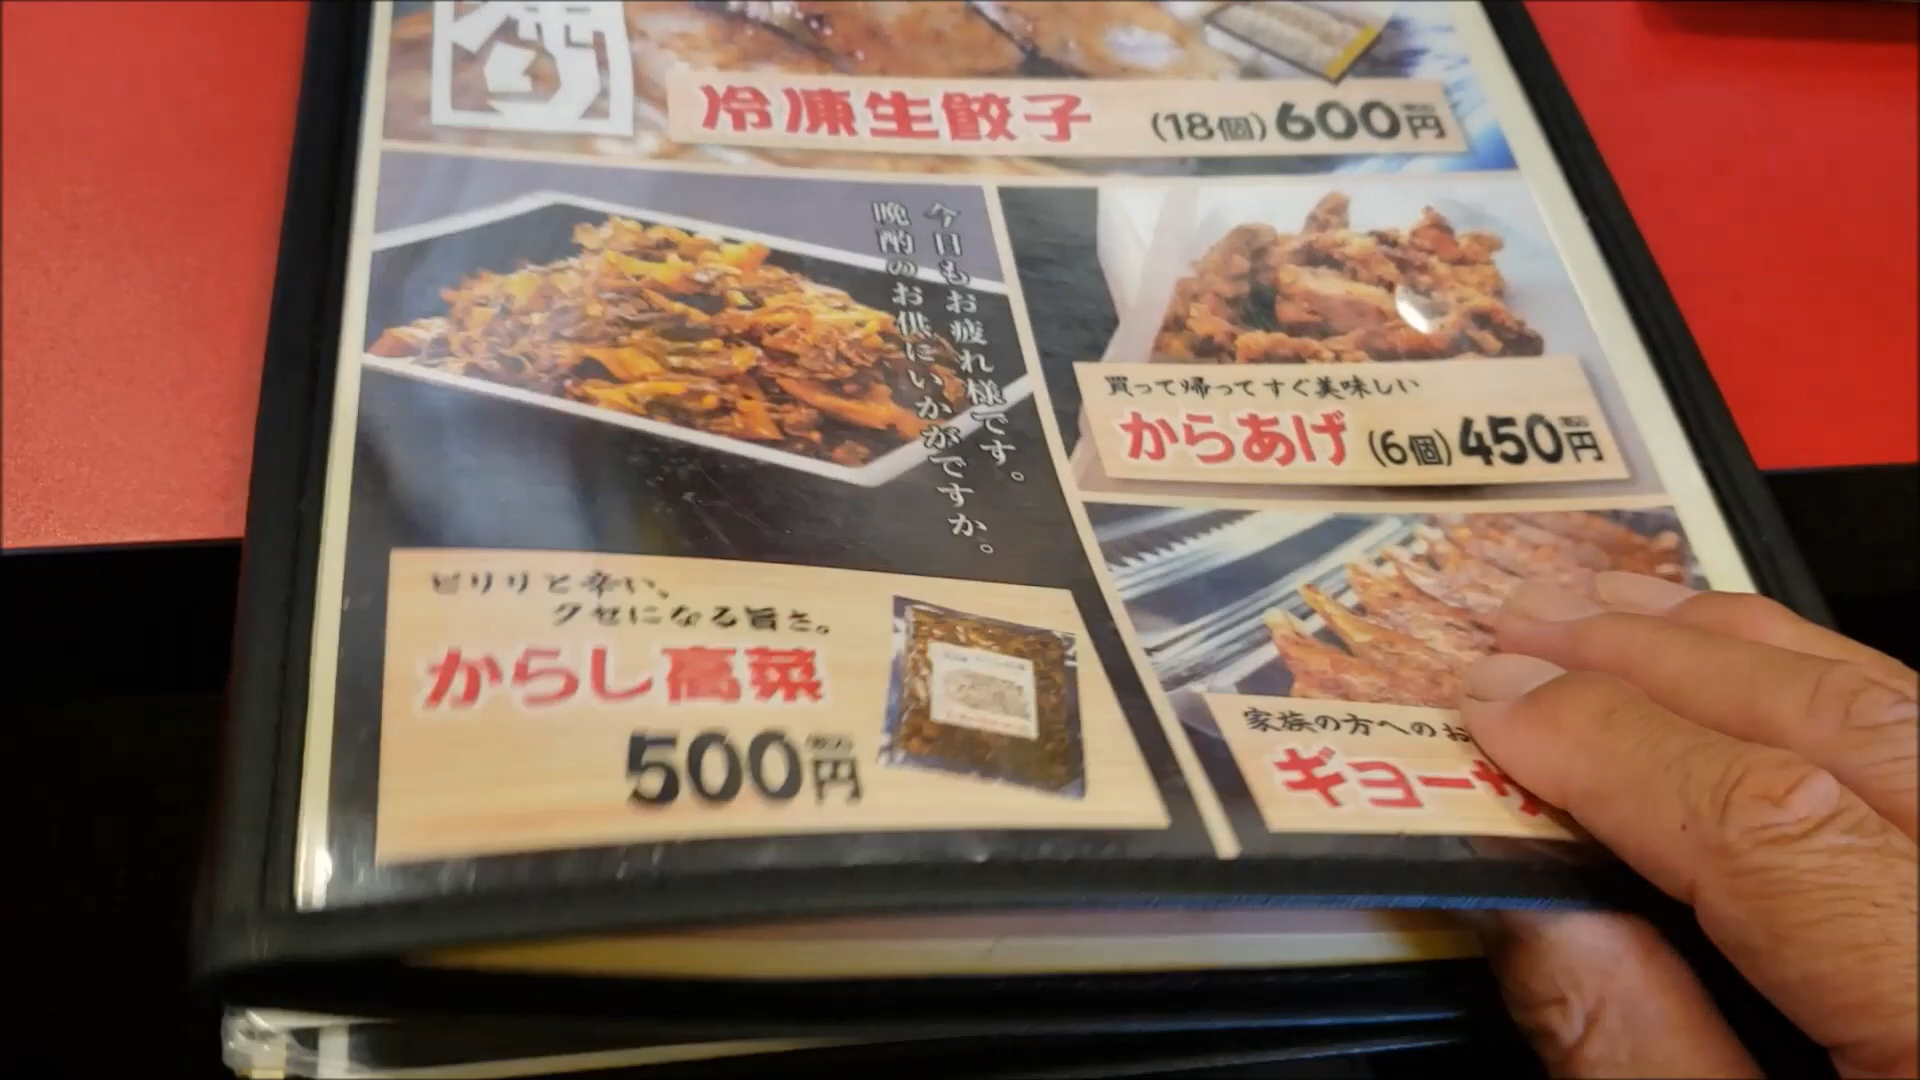 冷凍生餃子 (18個) 600円
今日もお疲れ様です。
晩酌のお供にいかがですか。
買って帰ってすぐ美味しい
からあげ (6個) 450円
ピリリと辛い、
クセになる旨さ。
からし高菜
500円
家族の方へのお
ギョーザ